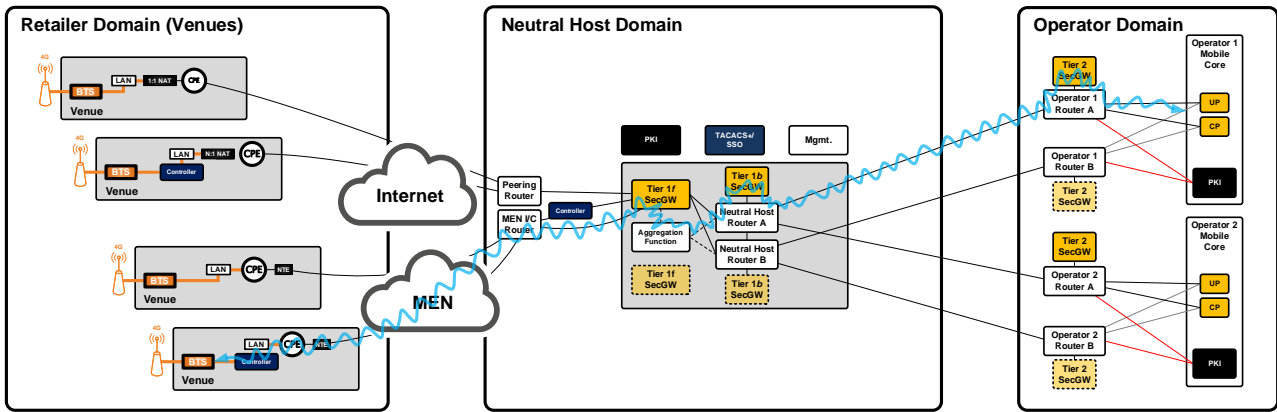 Retailer Domain (Venues)
4G
BTS
LAN
1:1 NAT
CPE
Venue
4G
BTS
LAN
N:1 NAT
CPE
Controller
Venue
4G
BTS
LAN
CPE
NTE
Venue
4G
BTS
LAN
CPE
NTE
Controller
Venue
Internet
MEN
Neutral Host Domain
Peering
Router
MEN I/C
Router
Controller
PKI
TACACS+/
SSO
Mgmt.
Tier 1f
SecGW
Tier 1b
SecGW
Aggregation
Function
Neutral Host
Router A
Neutral Host
Router B
Tier 1f
SecGW
Tier 1b
SecGW
Operator Domain
Tier 2
SecGW
Operator 1
Router A
Operator 1
Router B
Tier 2
SecGW
Operator 1
Mobile
Core
UP
CP
PKI
Tier 2
SecGW
Operator 2
Router A
Operator 2
Router B
Tier 2
SecGW
Operator 2
Mobile
Core
UP
CP
PKI